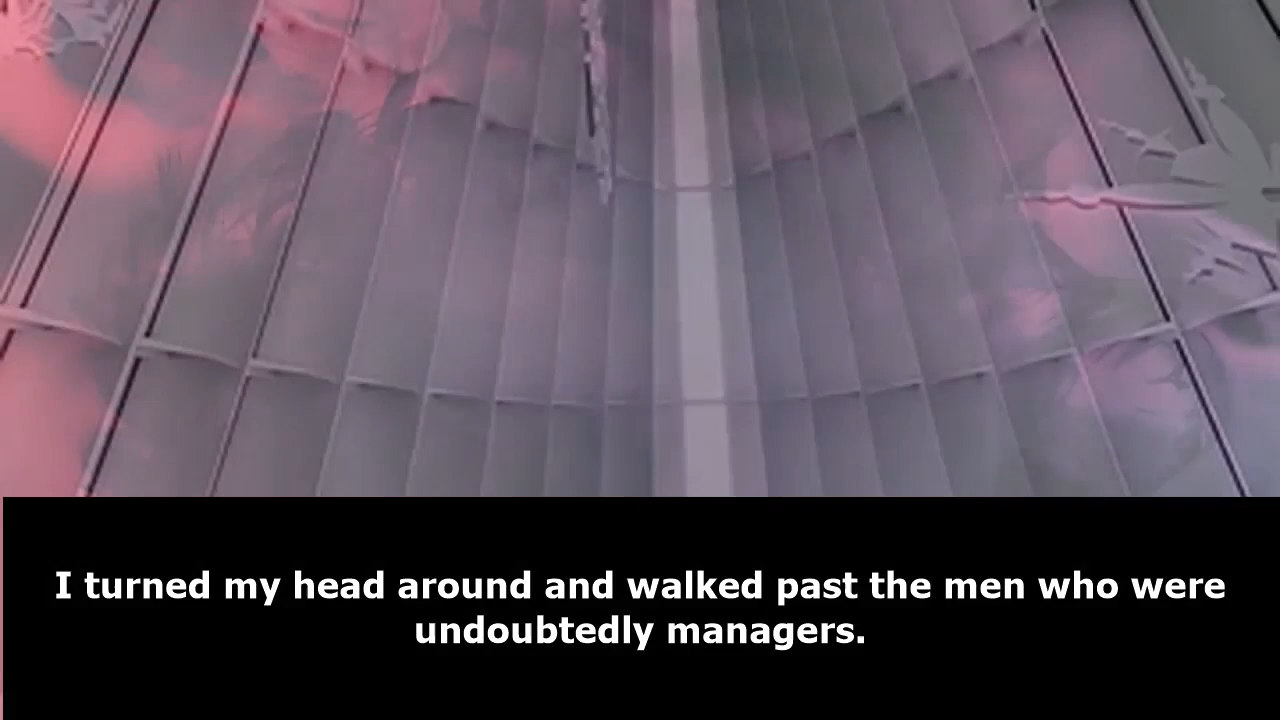 I turned my head around and walked past the men who were
undoubtedly managers.